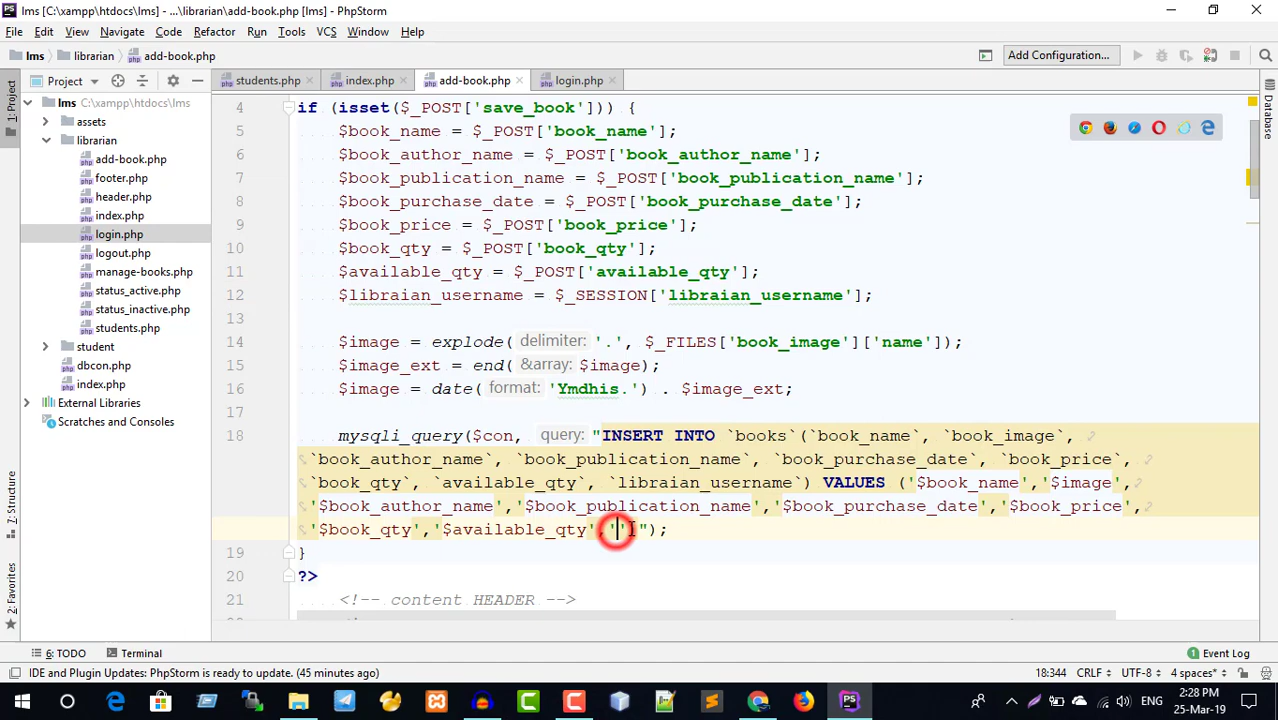 lms [C:\xampp\htdocs\lms] - ...\librarian\add-book.php [lms] - PhpStorm
File Edit View Navigate Code Refactor Run Tools VCS Window Help
lms librarian add-book.php Add Configuration...
Project students.php index.php add-book.php login.php
1: Project
Database
7: Structure
2: Favorites
lms C:\xampp\htdocs\lms
assets
librarian
add-book.php
footer.php
header.php
index.php
login.php
logout.php
manage-books.php
status_active.php
status_inactive.php
students.php
student
dbcon.php
index.php
External Libraries
Scratches and Consoles
4 if (isset($_POST['save_book'])) {
5 $book_name = $_POST['book_name'];
6 $book_author_name = $_POST['book_author_name'];
7 $book_publication_name = $_POST['book_publication_name'];
8 $book_purchase_date = $_POST['book_purchase_date'];
9 $book_price = $_POST['book_price'];
10 $book_qty = $_POST['book_qty'];
11 $available_qty = $_POST['available_qty'];
12 $libraian_username = $_SESSION['libraian_username'];
13
14 $image = explode( delimiter: '.', $_FILES['book_image']['name']);
15 $image_ext = end( &array: $image);
16 $image = date( format: 'Ymdhis.') . $image_ext;
17
18 mysqli_query($con, query: "INSERT INTO `books`(`book_name`, `book_image`,
`book_author_name`, `book_publication_name`, `book_purchase_date`, `book_price`,
`book_qty`, `available_qty`, `libraian_username`) VALUES ('$book_name','$image',
'$book_author_name','$book_publication_name','$book_purchase_date','$book_price',
'$book_qty','$available_qty','')");
19 }
20 ?>
21 <!-- content HEADER -->
6: TODO Terminal Event Log
IDE and Plugin Updates: PhpStorm is ready to update. (45 minutes ago) 18:344 CRLF UTF-8 4 spaces*
ENG 2:28 PM
25-Mar-19